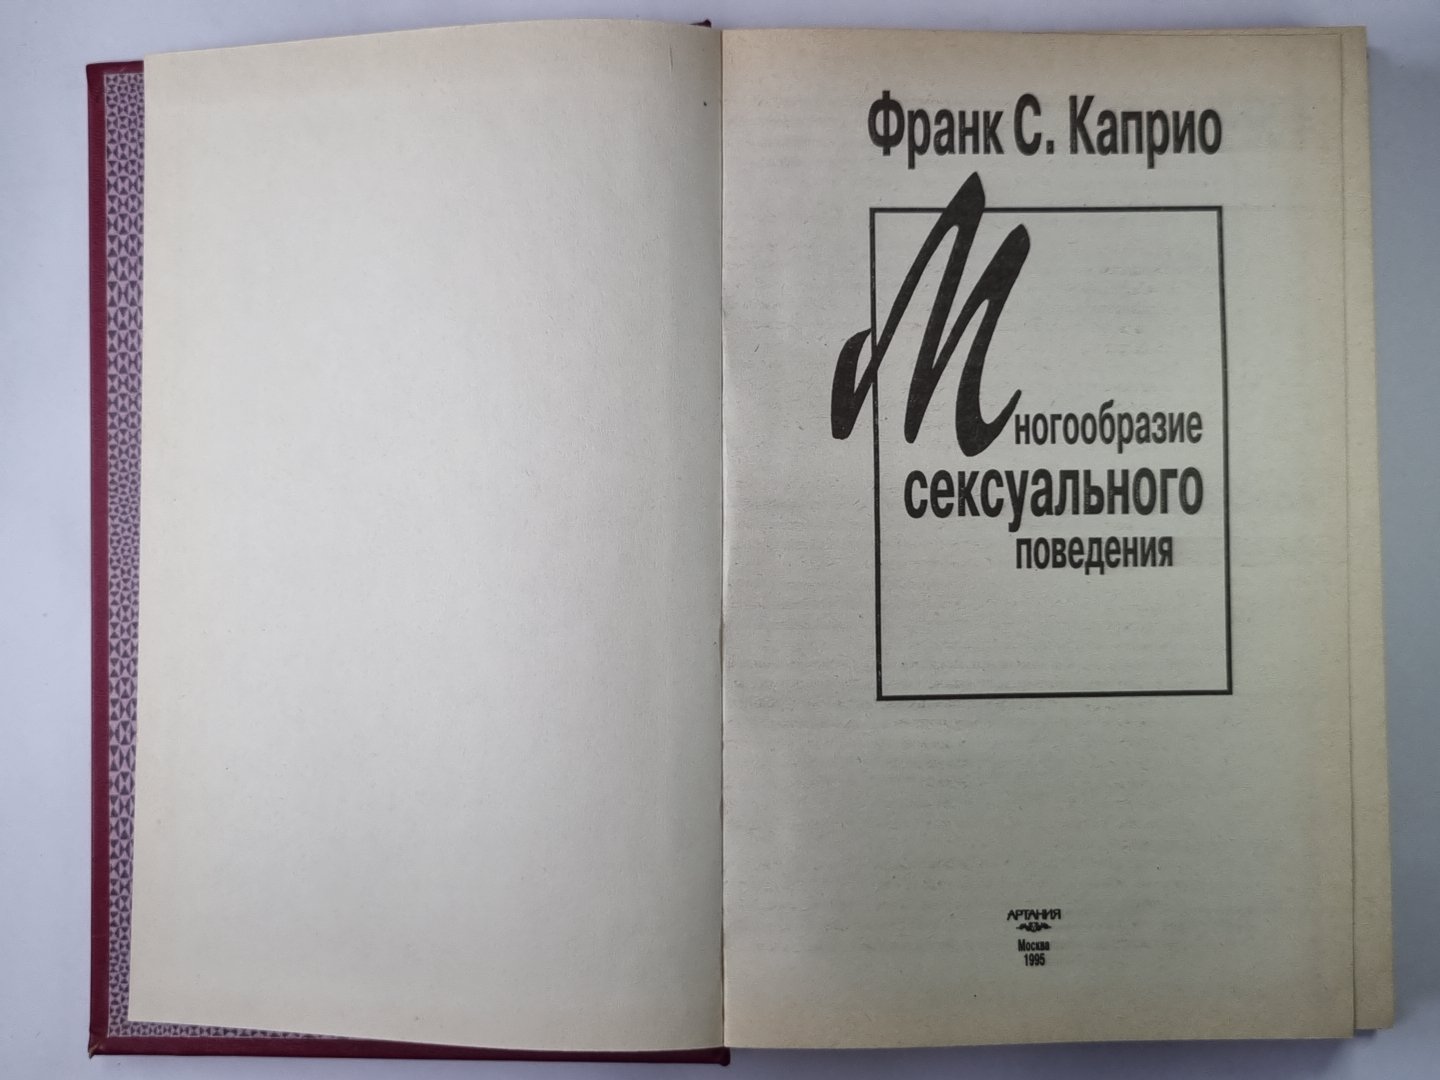 Франк С. Каприо
Многообразие
сексуального
поведения
АРТАНИЯ
Москва
1995